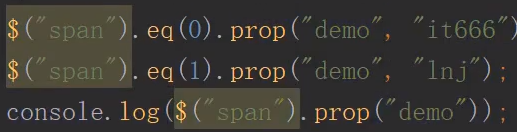 $("span").eq(0).prop("demo", "it666")
$("span").eq(1).prop("demo", "lnj");
console.log($("span").prop("demo"));